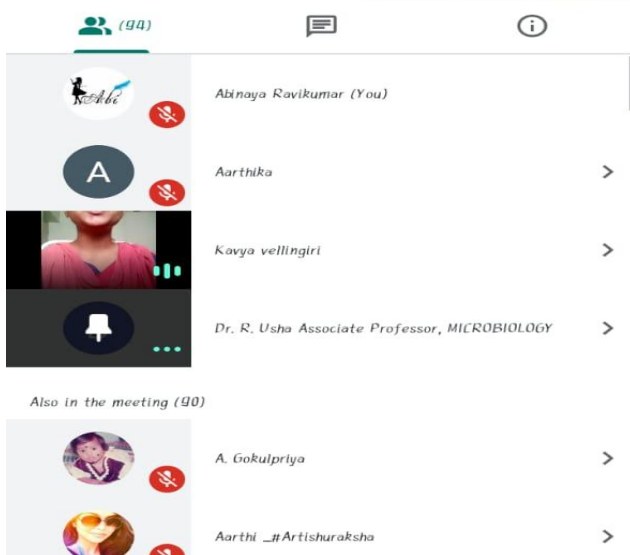 (94)
Abi
Abinaya Ravikumar (You)
A
Aarthika
Kavya vellingiri
Dr. R. Usha Associate Professor, MICROBIOLOGY
Also in the meeting (90)
A. Gokulpriya
Aarthi _#Artishuraksha